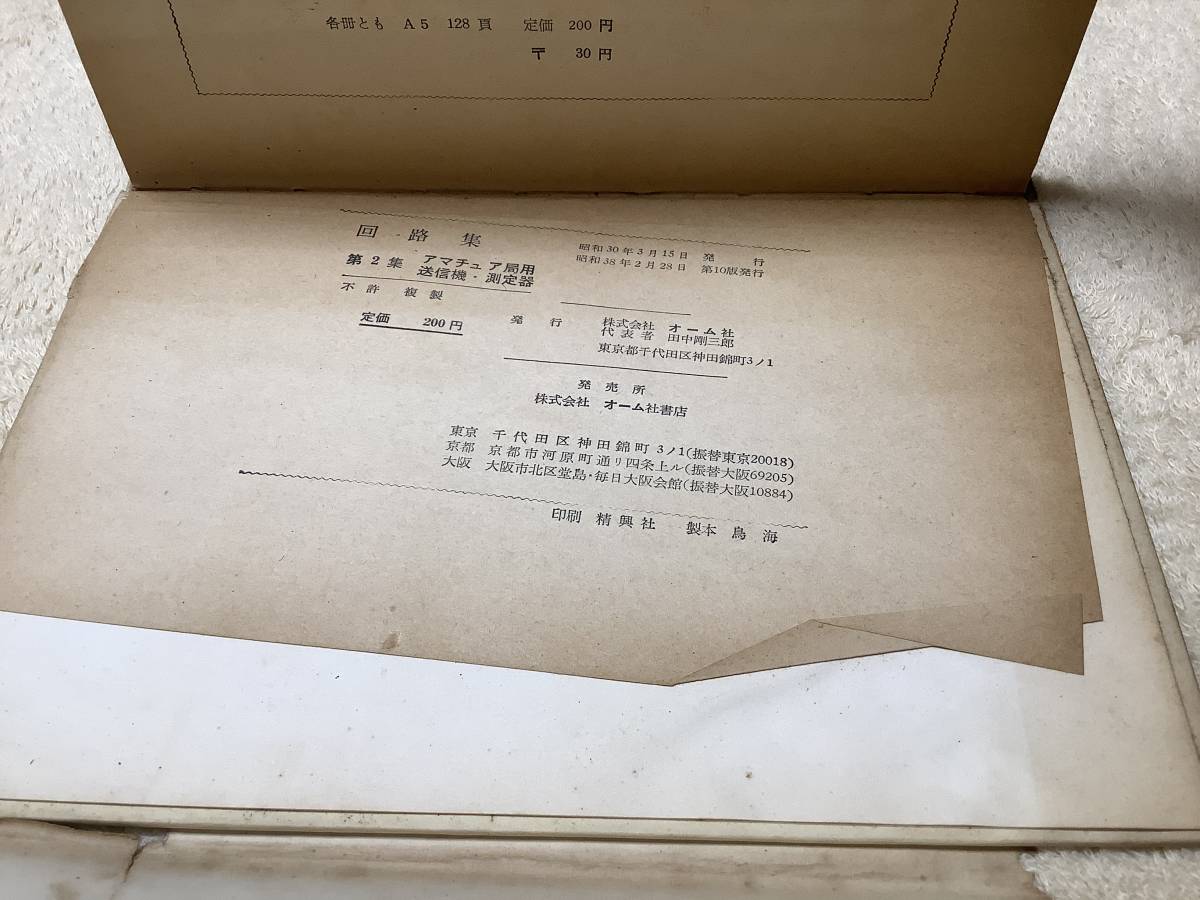 各冊とも A5 128頁 定価 200円
〒 30円
回路集
第2集 アマチュア局用
送信機・測定器
不許複製
定価 200円
昭和30年3月15日 発行
昭和38年2月28日 第10版発行
発行 株式会社 オーム社
代表者 田中剛三郎
東京都千代田区神田錦町3ノ1
発売所
株式会社 オーム社書店
東京 千代田区神田錦町3ノ1(振替東京20018)
京都 京都市河原町通リ四条上ル(振替大阪69205)
大阪 大阪市北区堂島・毎日大阪会館(振替大阪10884)
印刷 精興社 製本 鳥海